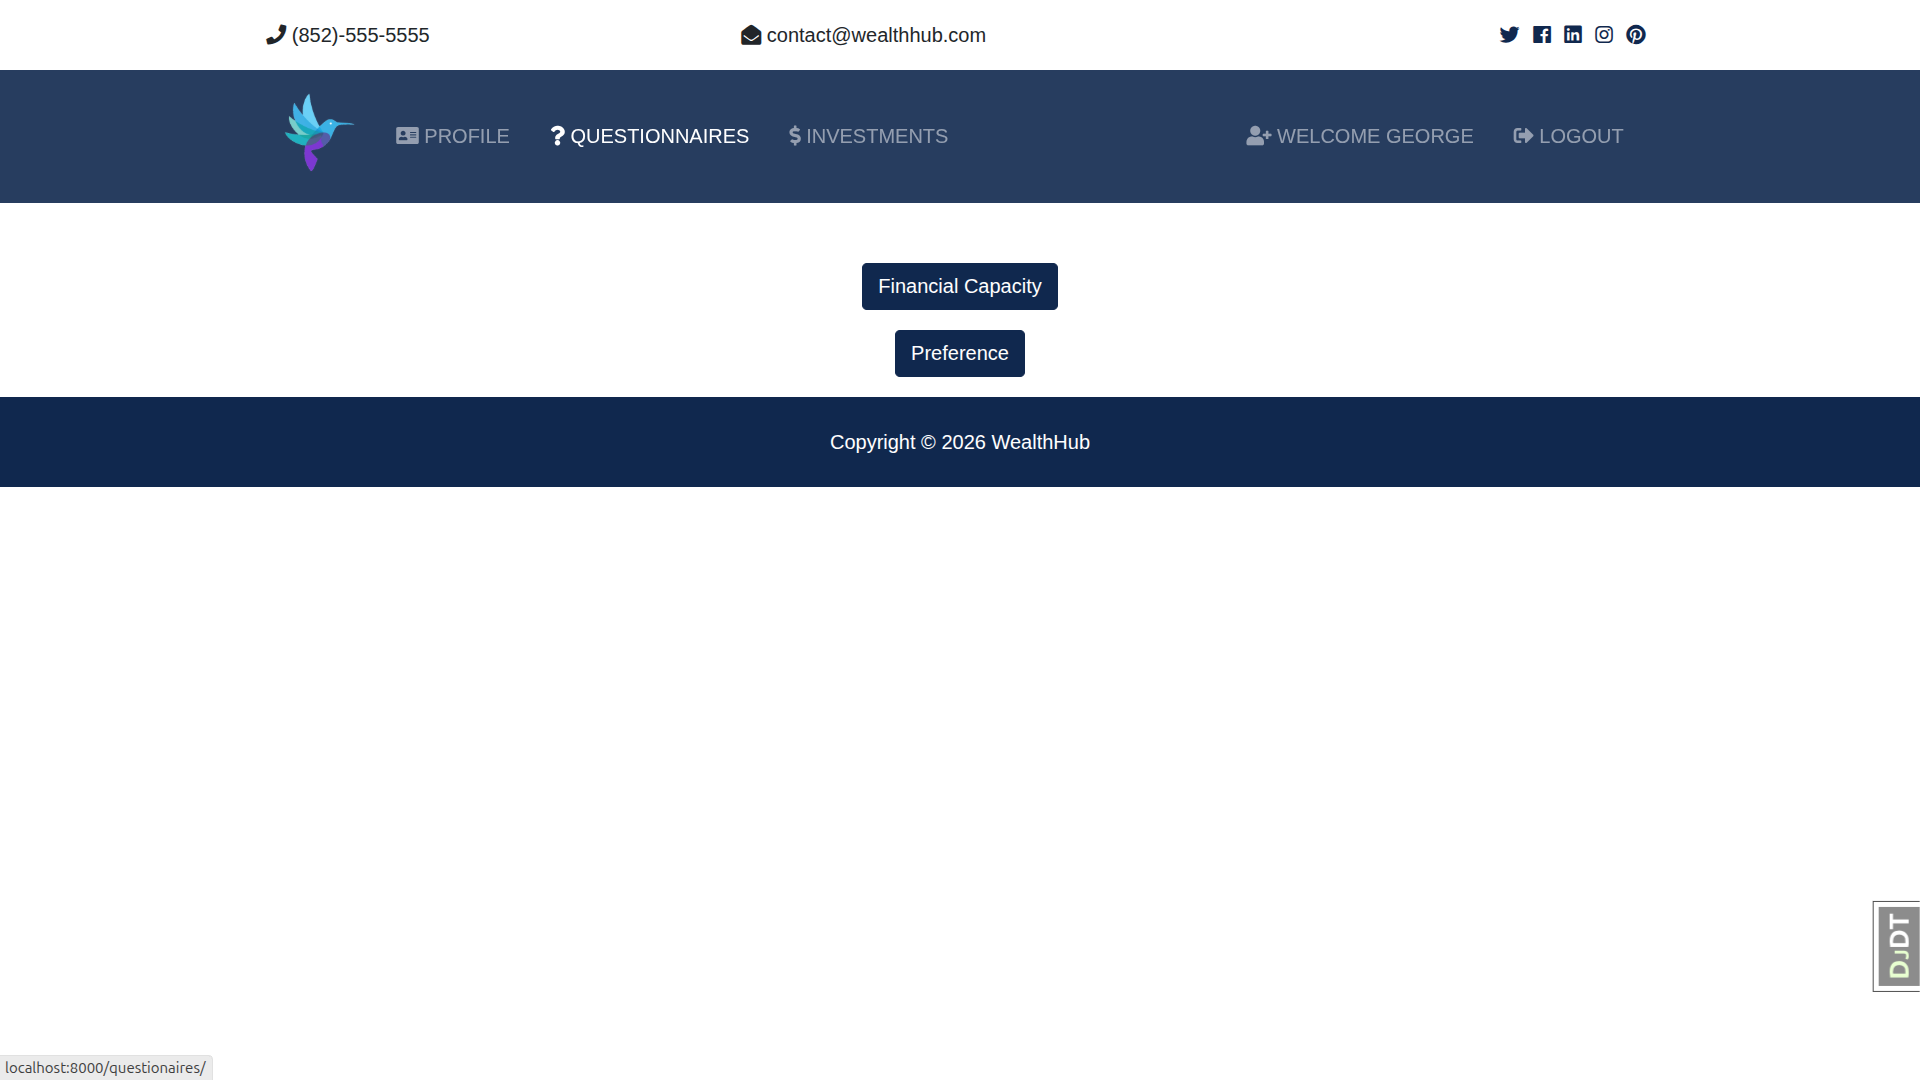 (852)-555-5555 contact@wealthhub.com
PROFILE QUESTIONNAIRES INVESTMENTS WELCOME GEORGE LOGOUT
Financial Capacity
Preference
Copyright © 2026 WealthHub
DJDT
localhost:8000/questionaires/